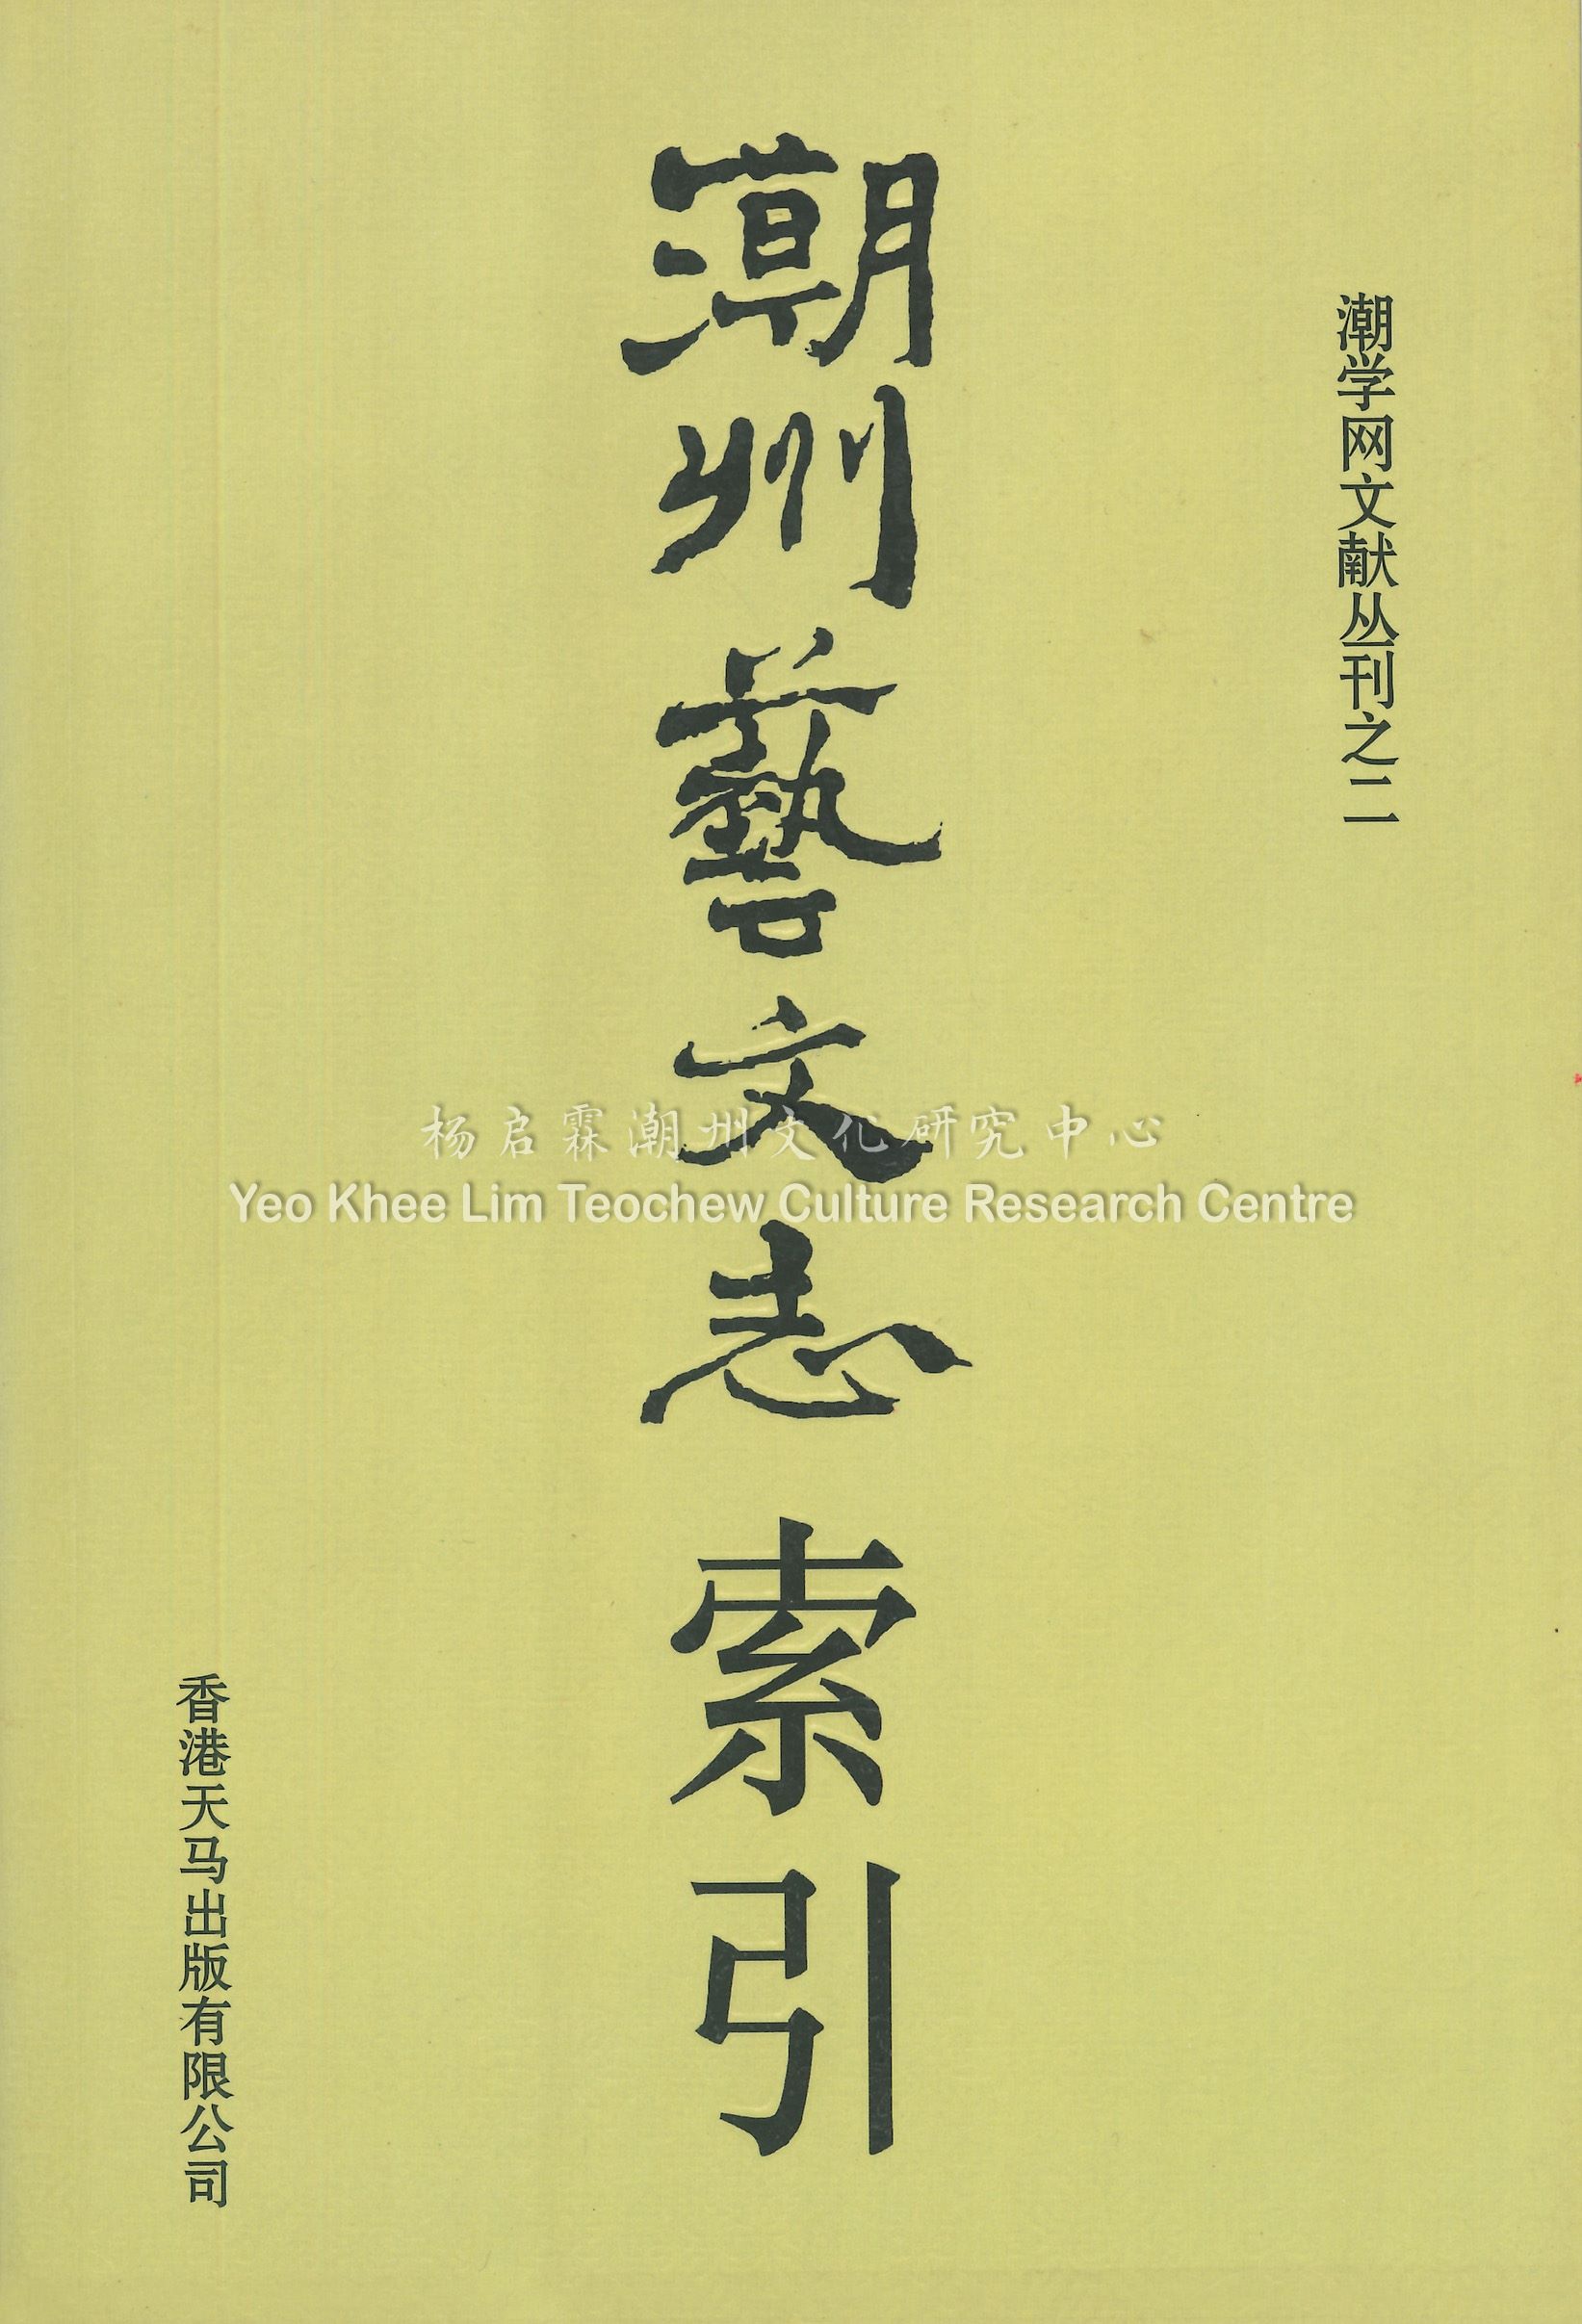 潮学网文献丛刊之二
潮州藝文志
索引
香港天马出版有限公司
杨启霖潮州文化研究中心
Yeo Khee Lim Teochew Culture Research Centre